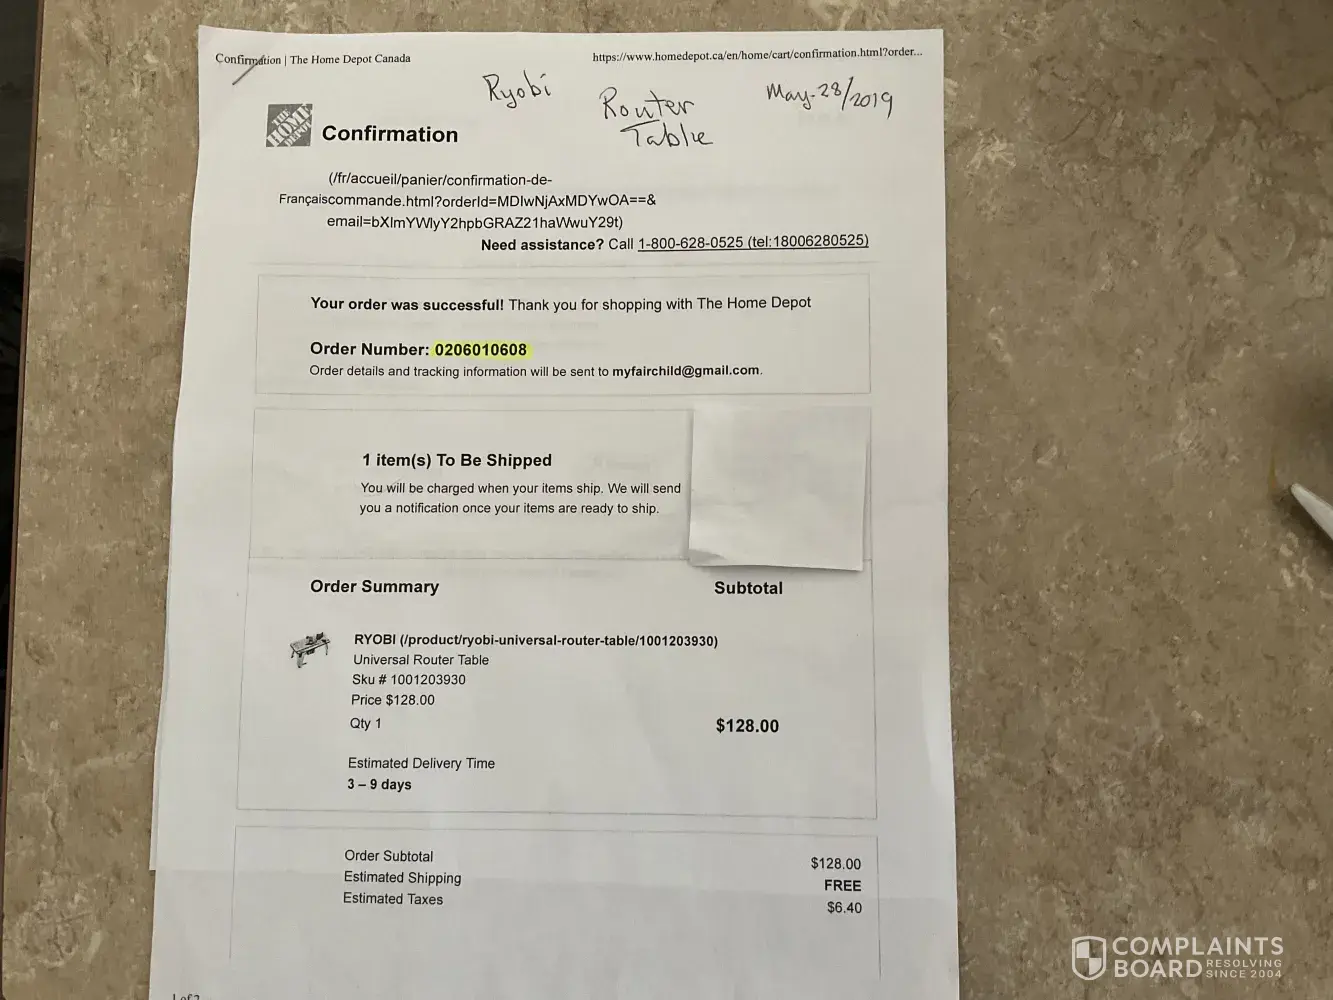 Confirmation | The Home Depot Canada
https://www.homedepot.ca/en/home/cart/confirmation.html?order...
Ryobi
Router
Table
May-28/2019
THE HOME DEPOT
Confirmation
(/fr/accueil/panier/confirmation-de-
Françaiscommande.html?orderId=MDIwNjAxMDYwOA==&
email=bXlmYWlyY2hpbGRAZ21haWwuY29t)
Need assistance? Call 1-800-628-0525 (tel:18006280525)
Your order was successful! Thank you for shopping with The Home Depot
Order Number: 0206010608
Order details and tracking information will be sent to myfairchild@gmail.com.
1 item(s) To Be Shipped
You will be charged when your items ship. We will send
you a notification once your items are ready to ship.
Order Summary
Subtotal
RYOBI (/product/ryobi-universal-router-table/1001203930)
Universal Router Table
Sku # 1001203930
Price $128.00
Qty 1
$128.00
Estimated Delivery Time
3 – 9 days
Order Subtotal
$128.00
Estimated Shipping
FREE
Estimated Taxes
$6.40
1 of 2
COMPLAINTS
BOARD RESOLVING
SINCE 2004